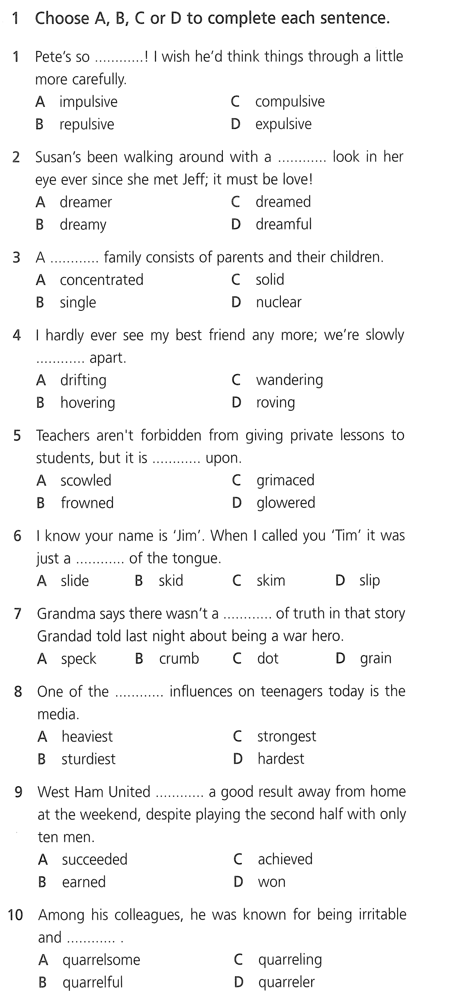 1 Choose A, B, C or D to complete each sentence.
1 Pete's so ............! I wish he'd think things through a little
more carefully.
A impulsive C compulsive
B repulsive D expulsive
2 Susan's been walking around with a ............ look in her
eye ever since she met Jeff; it must be love!
A dreamer C dreamed
B dreamy D dreamful
3 A ............ family consists of parents and their children.
A concentrated C solid
B single D nuclear
4 I hardly ever see my best friend any more; we're slowly
............ apart.
A drifting C wandering
B hovering D roving
5 Teachers aren't forbidden from giving private lessons to
students, but it is ............ upon.
A scowled C grimaced
B frowned D glowered
6 I know your name is ‘Jim’. When I called you ‘Tim’ it was
just a ............ of the tongue.
A slide B skid C skim D slip
7 Grandma says there wasn't a ............ of truth in that story
Grandad told last night about being a war hero.
A speck B crumb C dot D grain
8 One of the ............ influences on teenagers today is the
media.
A heaviest C strongest
B sturdiest D hardest
9 West Ham United ............ a good result away from home
at the weekend, despite playing the second half with only
ten men.
A succeeded C achieved
B earned D won
10 Among his colleagues, he was known for being irritable
and ............ .
A quarrelsome C quarreling
B quarrelful D quarreler